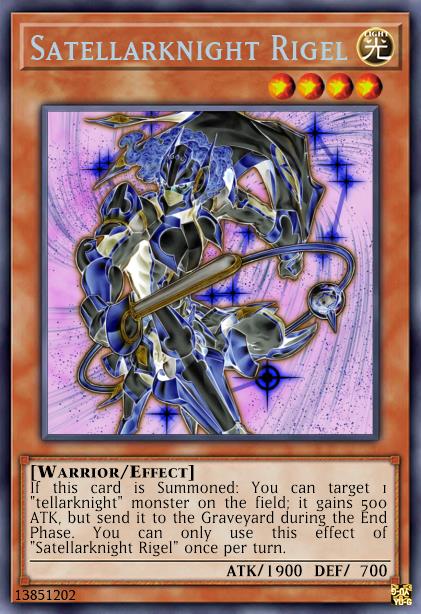 SATELLARKNIGHT RIGEL
LIGHT
光
[WARRIOR/EFFECT]
If this card is Summoned: You can target 1
"tellarknight" monster on the field; it gains 500
ATK, but send it to the Graveyard during the End
Phase. You can only use this effect of
"Satellarknight Rigel" once per turn.
ATK/1900 DEF/ 700
13851202